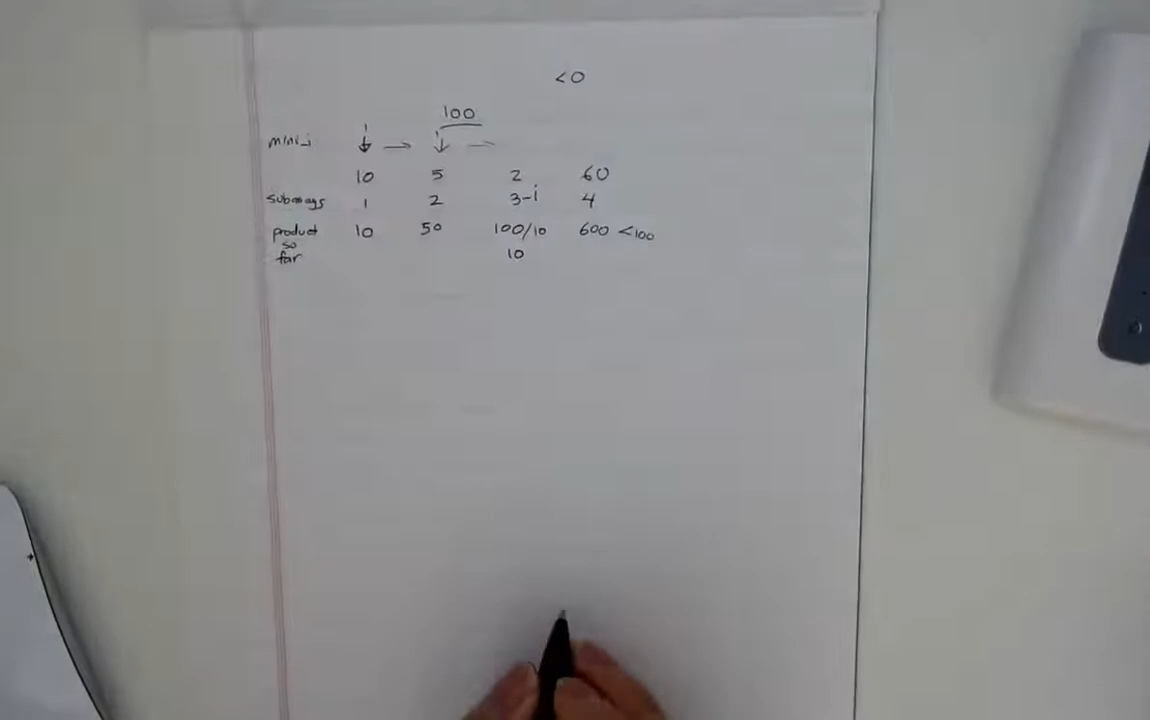 <0
100
mini_j
10 5 2 60
subarrays 1 2 3-i 4
product 10 50 100/10 600 <100
so
far 10